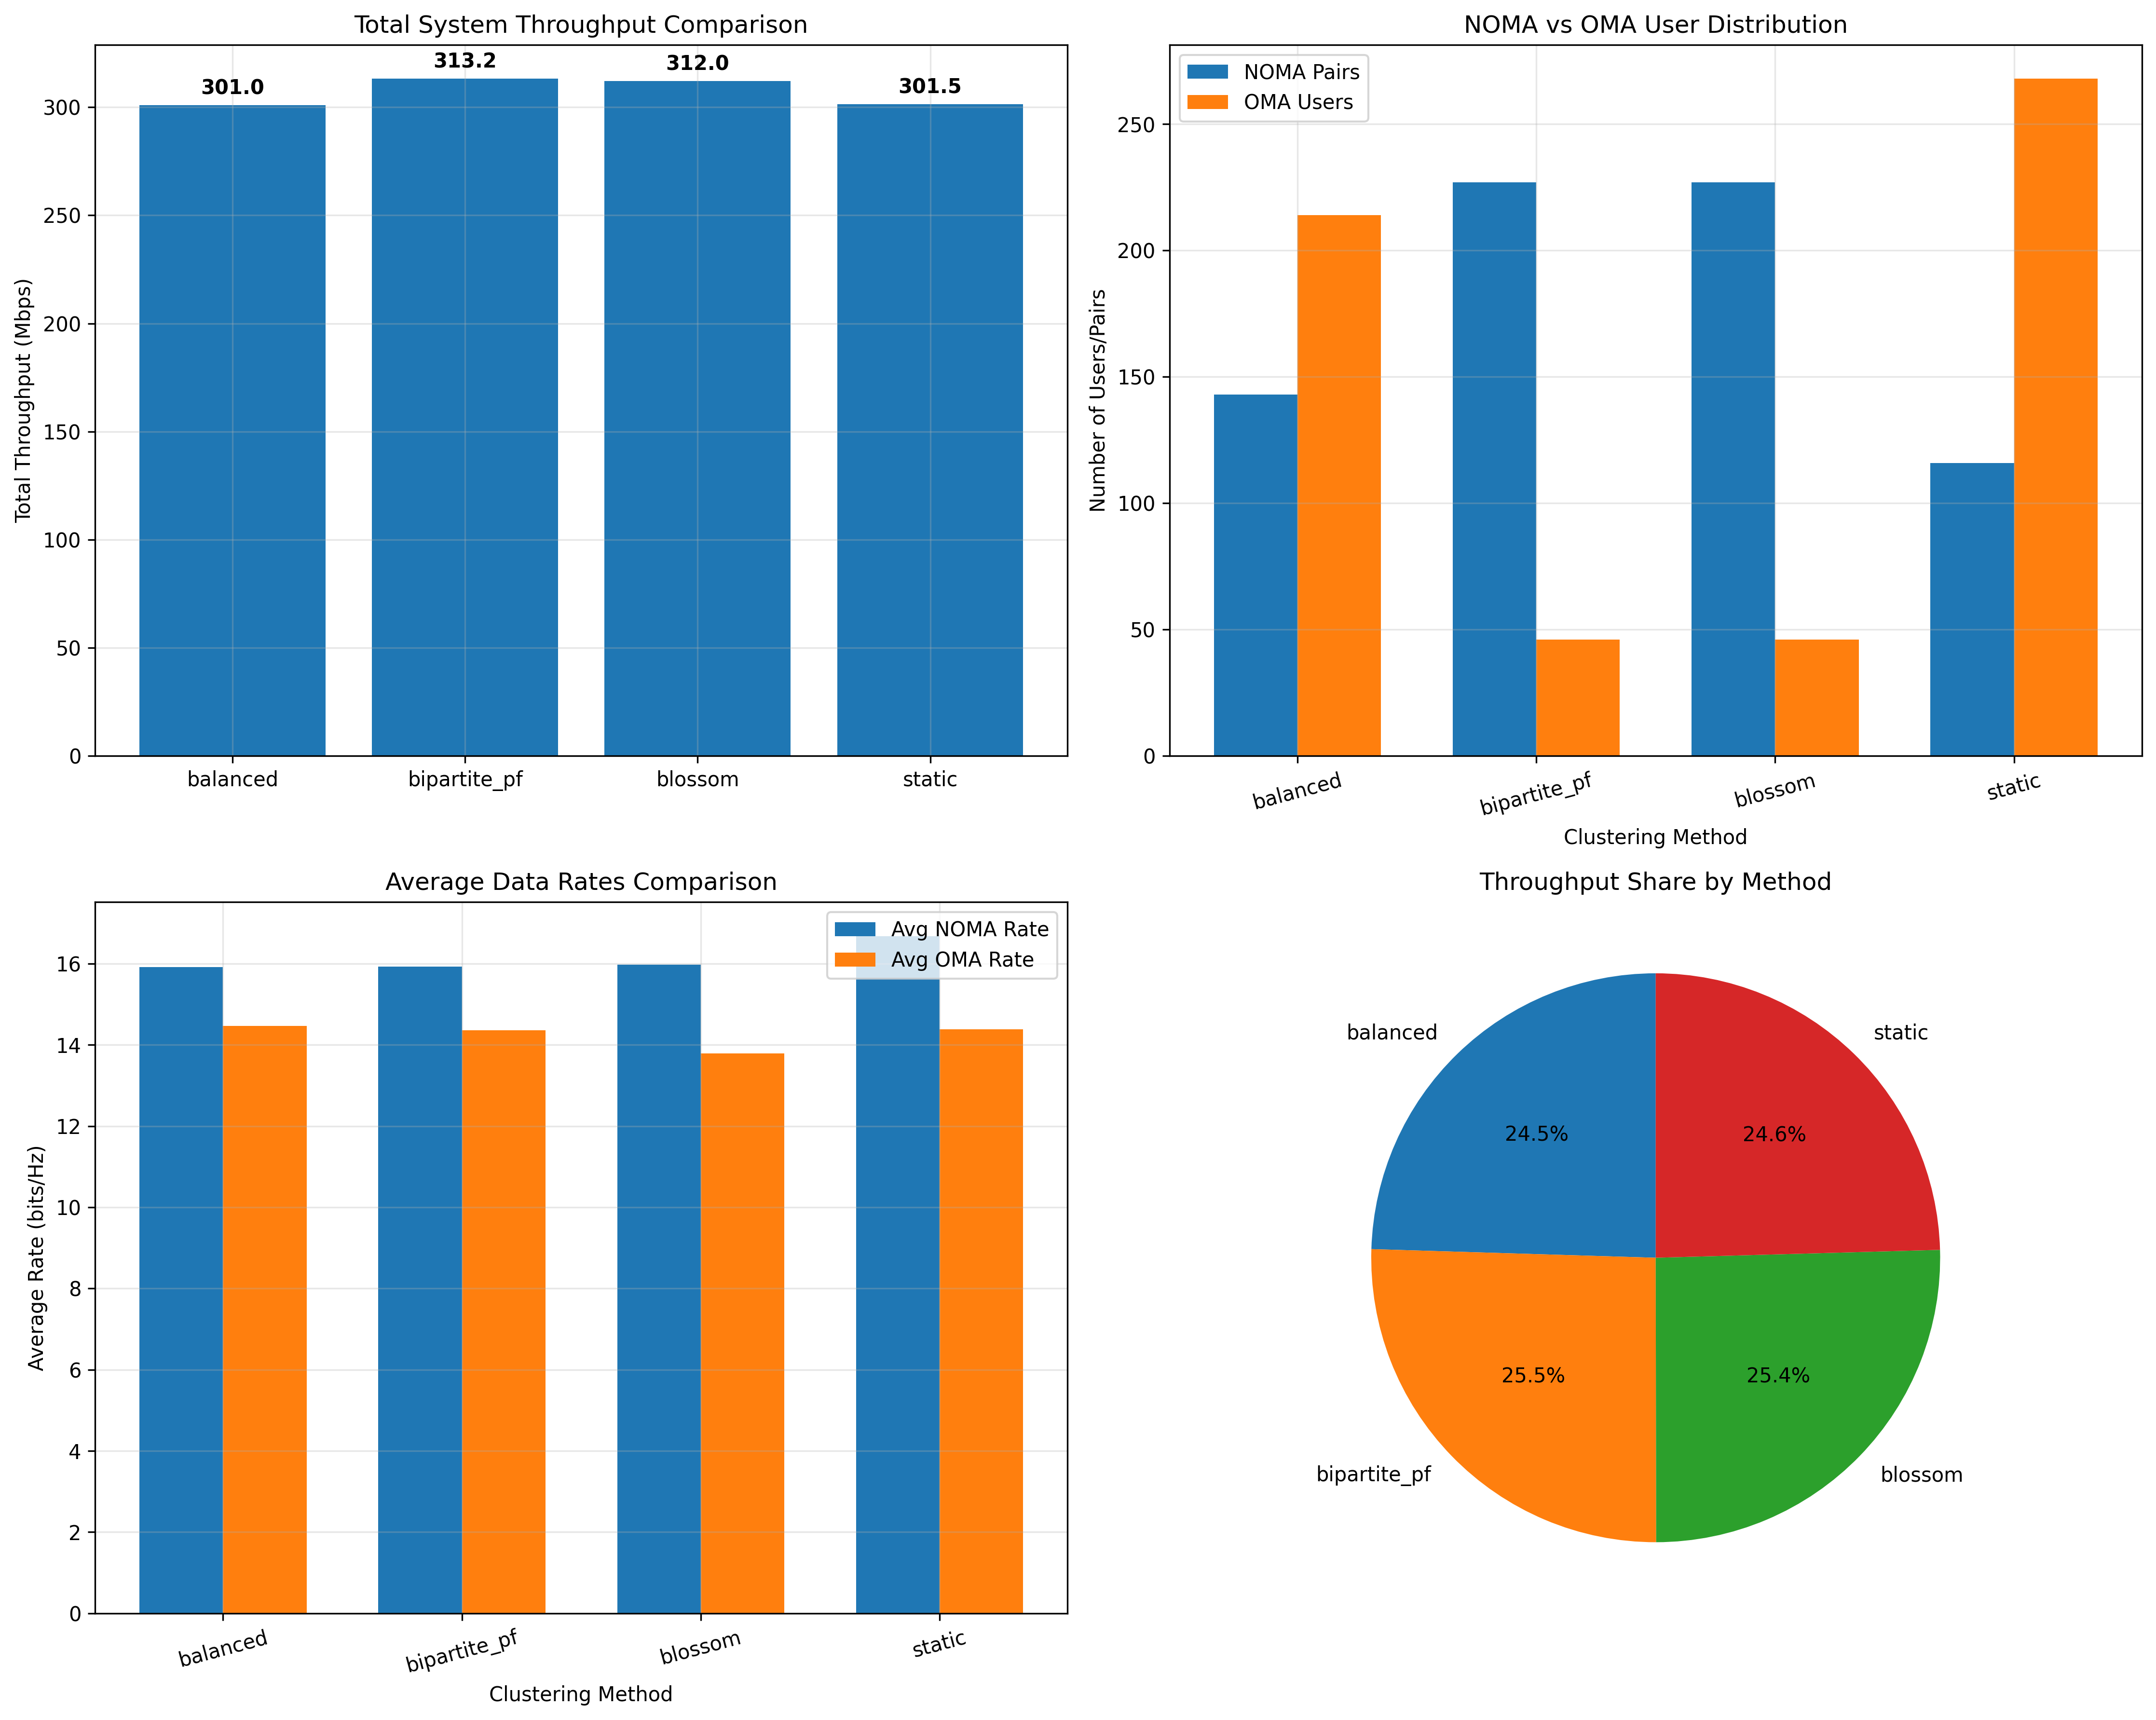 Total System Throughput Comparison
Total Throughput (Mbps)
300
250
200
150
100
50
0
301.0
313.2
312.0
301.5
balanced
bipartite_pf
blossom
static
NOMA vs OMA User Distribution
NOMA Pairs
OMA Users
Number of Users/Pairs
250
200
150
100
50
0
balanced
bipartite_pf
blossom
static
Clustering Method
Average Data Rates Comparison
Avg NOMA Rate
Avg OMA Rate
Average Rate (bits/Hz)
16
14
12
10
8
6
4
2
0
balanced
bipartite_pf
blossom
static
Clustering Method
Throughput Share by Method
balanced
static
24.5%
24.6%
25.5%
25.4%
bipartite_pf
blossom